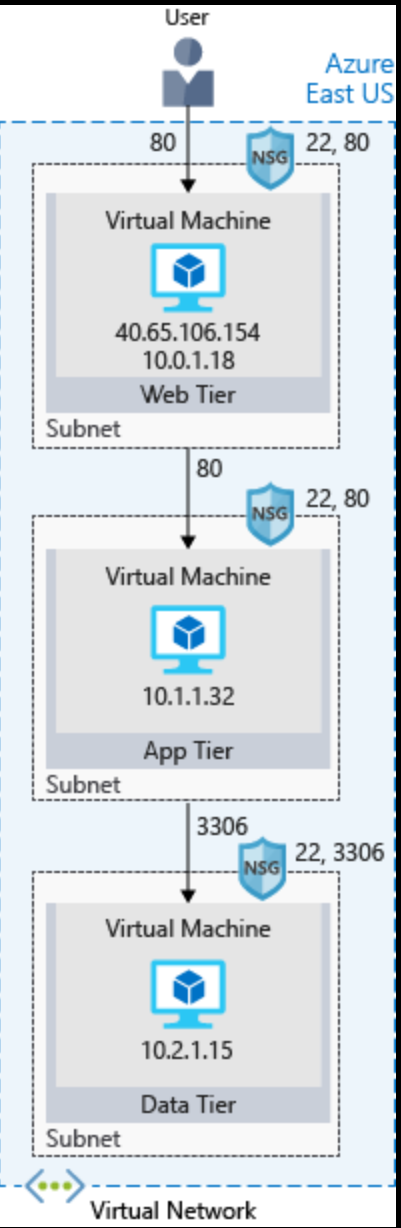 User
Azure
East US
80
NSG
22, 80
Virtual Machine
40.65.106.154
10.0.1.18
Web Tier
Subnet
80
NSG
22, 80
Virtual Machine
10.1.1.32
App Tier
Subnet
3306
NSG
22, 3306
Virtual Machine
10.2.1.15
Data Tier
Subnet
Virtual Network